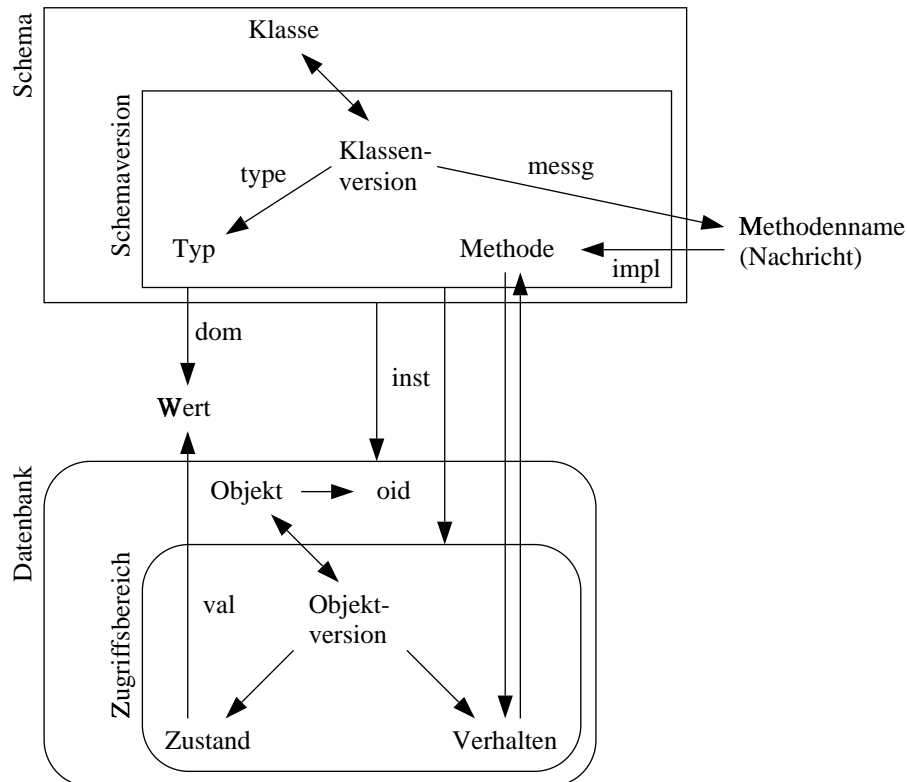 Schema
Klasse
Schemaversion
Klassen-
version
type
messg
Typ
Methode
Methodenname
(Nachricht)
impl
dom
inst
Wert
Datenbank
Objekt
oid
Zugriffsbereich
val
Objekt-
version
Zustand
Verhalten